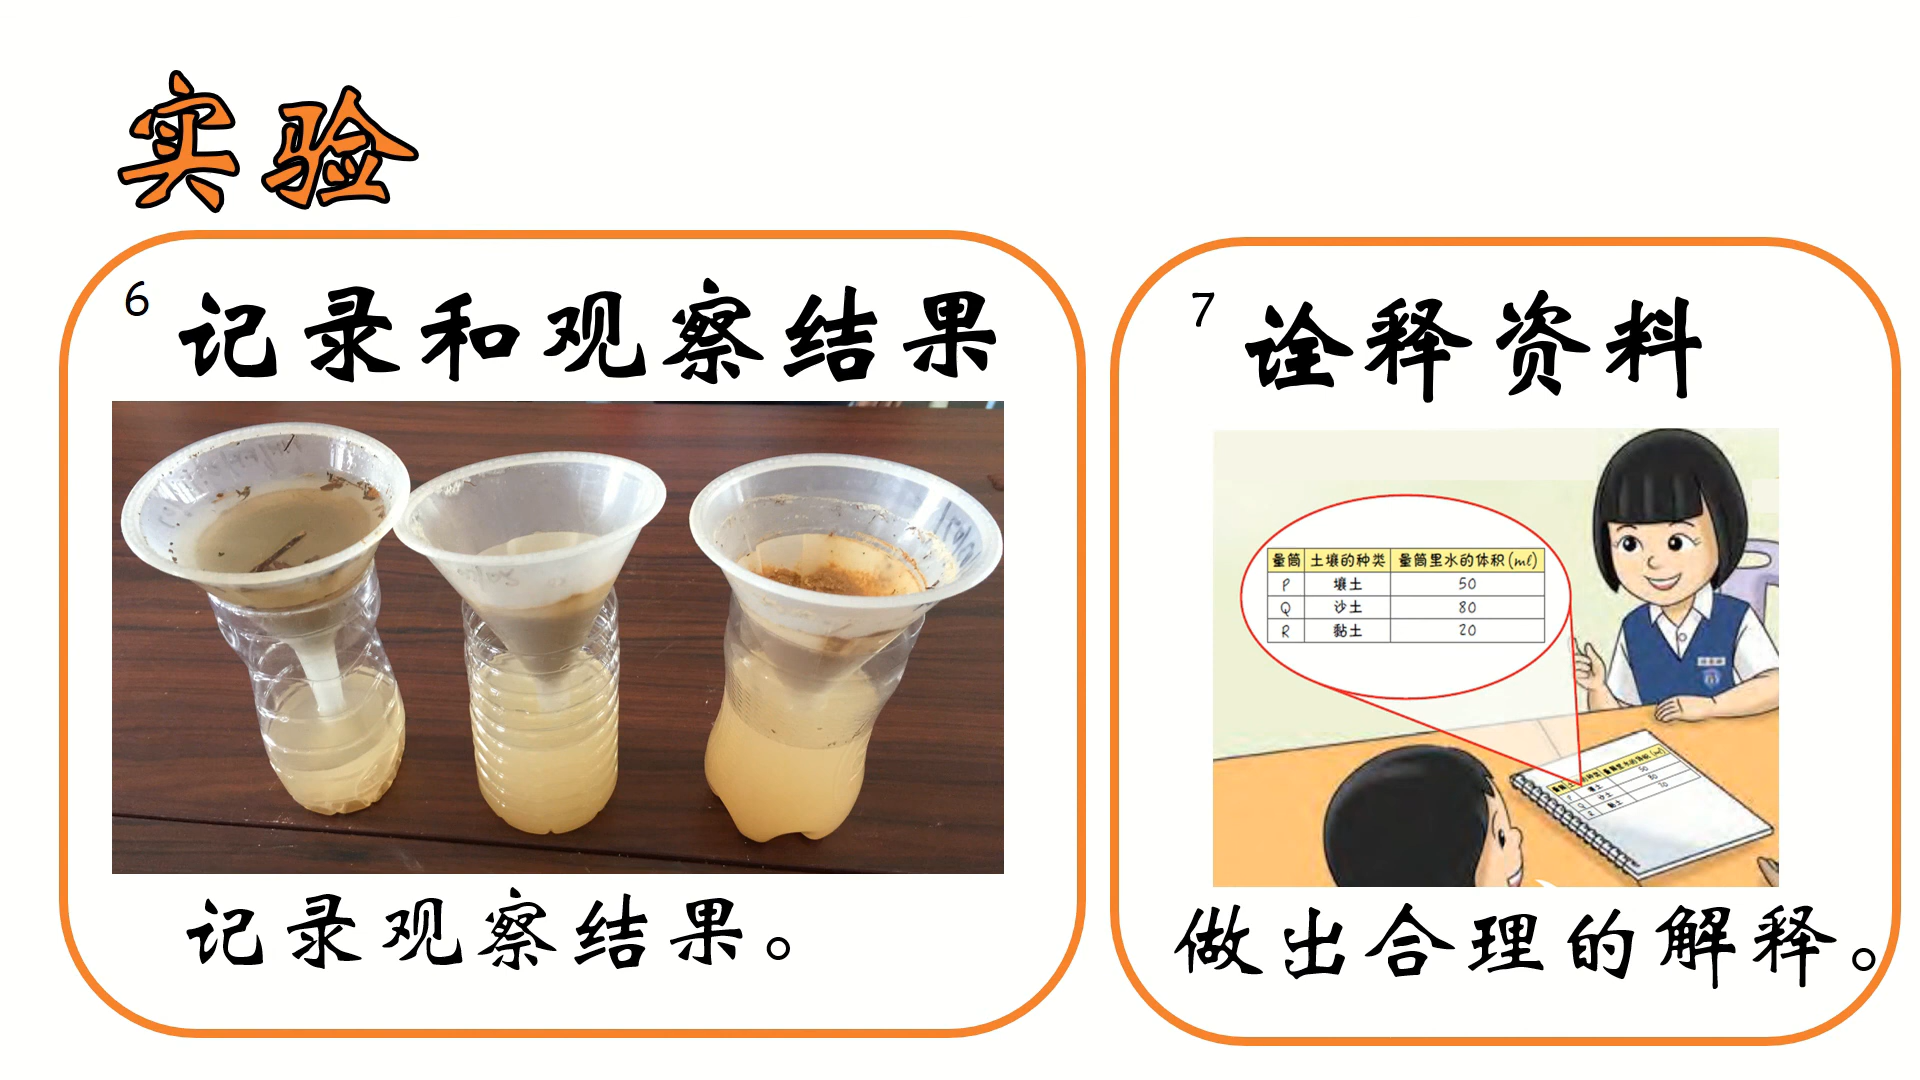 实验
6 记录和观察结果
记录观察结果。
7 诠释资料
量筒 土壤的种类 量筒里水的体积(mℓ)
P 壤土 50
Q 沙土 80
R 黏土 20
做出合理的解释。